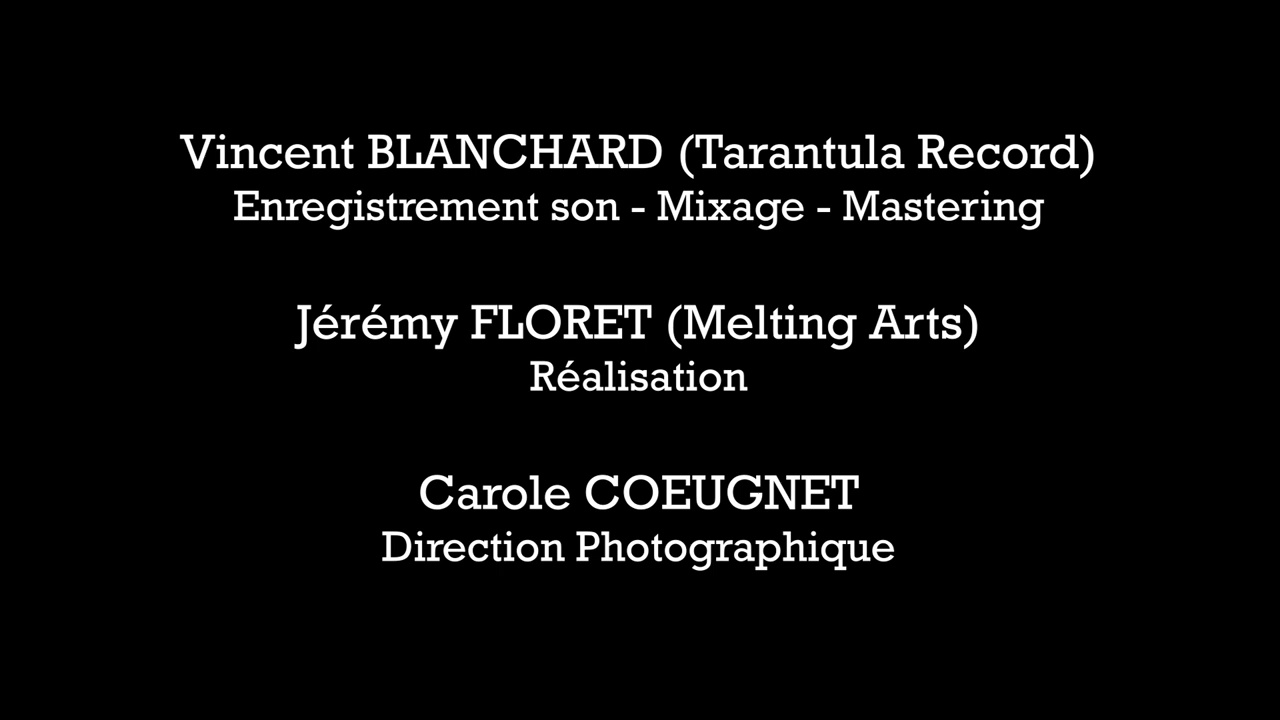 Vincent BLANCHARD (Tarantula Record)
Enregistrement son - Mixage - Mastering
Jérémy FLORET (Melting Arts)
Réalisation
Carole COEUGNET
Direction Photographique